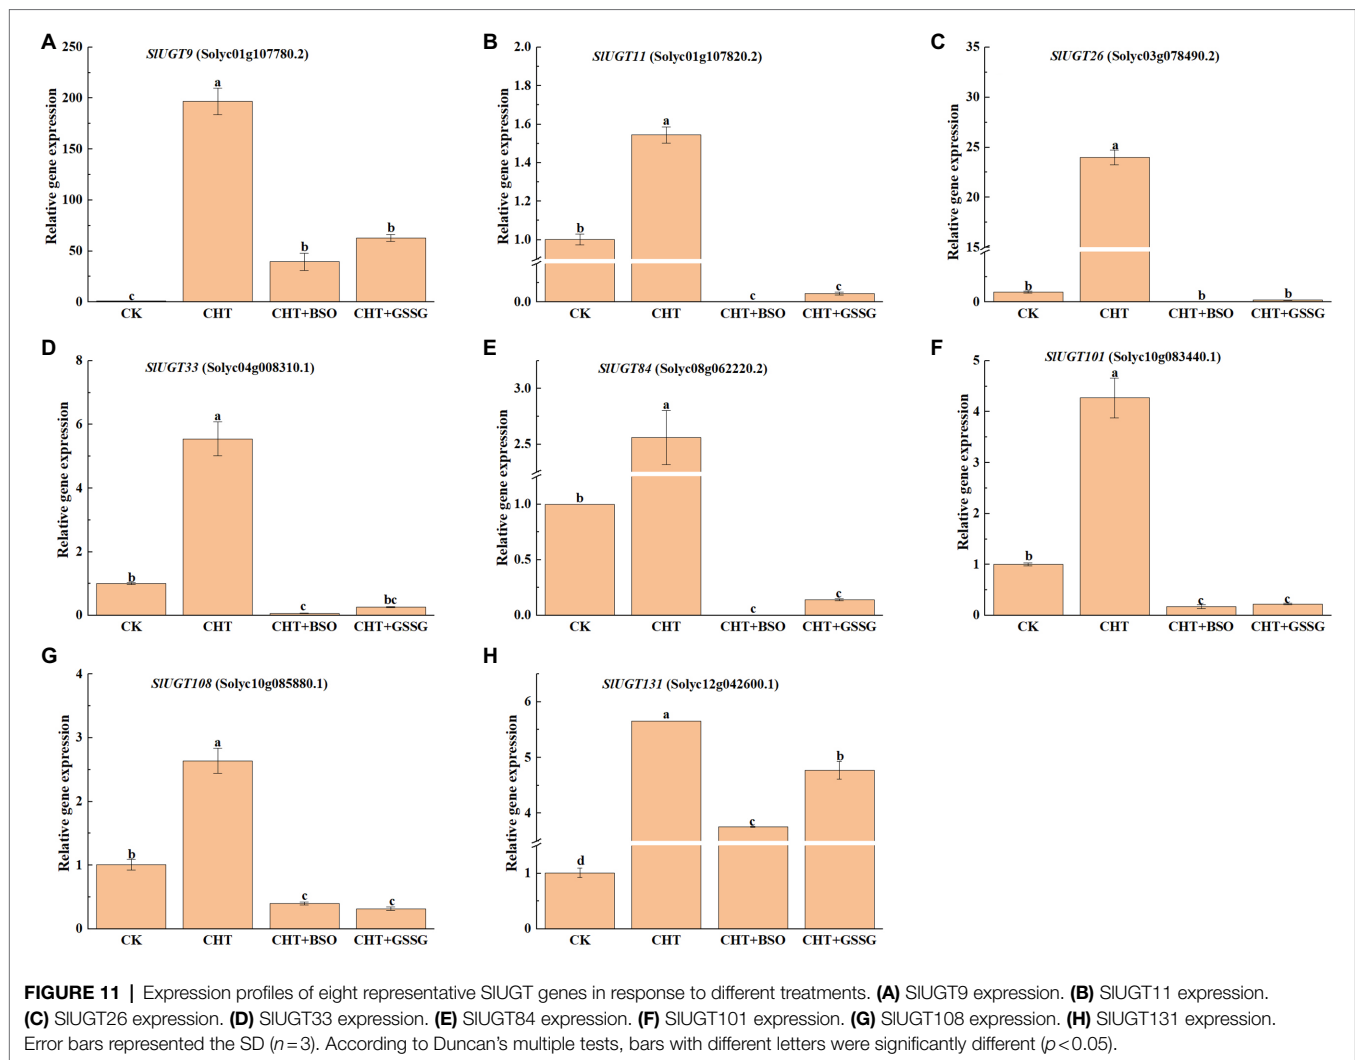 A
SlUGT9 (Solyc01g107780.2)
Relative gene expression
250
200
150
100
50
0
c
a
b
b
CK CHT CHT+BSO CHT+GSSG
B
SlUGT11 (Solyc01g107820.2)
Relative gene expression
2.0
1.8
1.6
1.4
1.2
1.0
0.0
b
a
c
c
CK CHT CHT+BSO CHT+GSSG
C
SlUGT26 (Solyc03g078490.2)
Relative gene expression
35
30
25
20
15
0
b
a
b
b
CK CHT CHT+BSO CHT+GSSG
D
SlUGT33 (Solyc04g008310.1)
Relative gene expression
8
6
4
2
0
b
a
c
bc
CK CHT CHT+BSO CHT+GSSG
E
SlUGT84 (Solyc08g062220.2)
Relative gene expression
3.0
2.5
1.0
0.5
0.0
b
a
c
c
CK CHT CHT+BSO CHT+GSSG
F
SlUGT101 (Solyc10g083440.1)
Relative gene expression
5
4
3
2
1
0
b
a
c
c
CK CHT CHT+BSO CHT+GSSG
G
SlUGT108 (Solyc10g085880.1)
Relative gene expression
4
3
2
1
0
b
a
c
c
CK CHT CHT+BSO CHT+GSSG
H
SlUGT131 (Solyc12g042600.1)
Relative gene expression
6
5
4
1
0
d
a
c
b
CK CHT CHT+BSO CHT+GSSG
FIGURE 11 | Expression profiles of eight representative SlUGT genes in response to different treatments. (A) SlUGT9 expression. (B) SlUGT11 expression.
(C) SlUGT26 expression. (D) SlUGT33 expression. (E) SlUGT84 expression. (F) SlUGT101 expression. (G) SlUGT108 expression. (H) SlUGT131 expression.
Error bars represented the SD (n=3). According to Duncan's multiple tests, bars with different letters were significantly different (p<0.05).